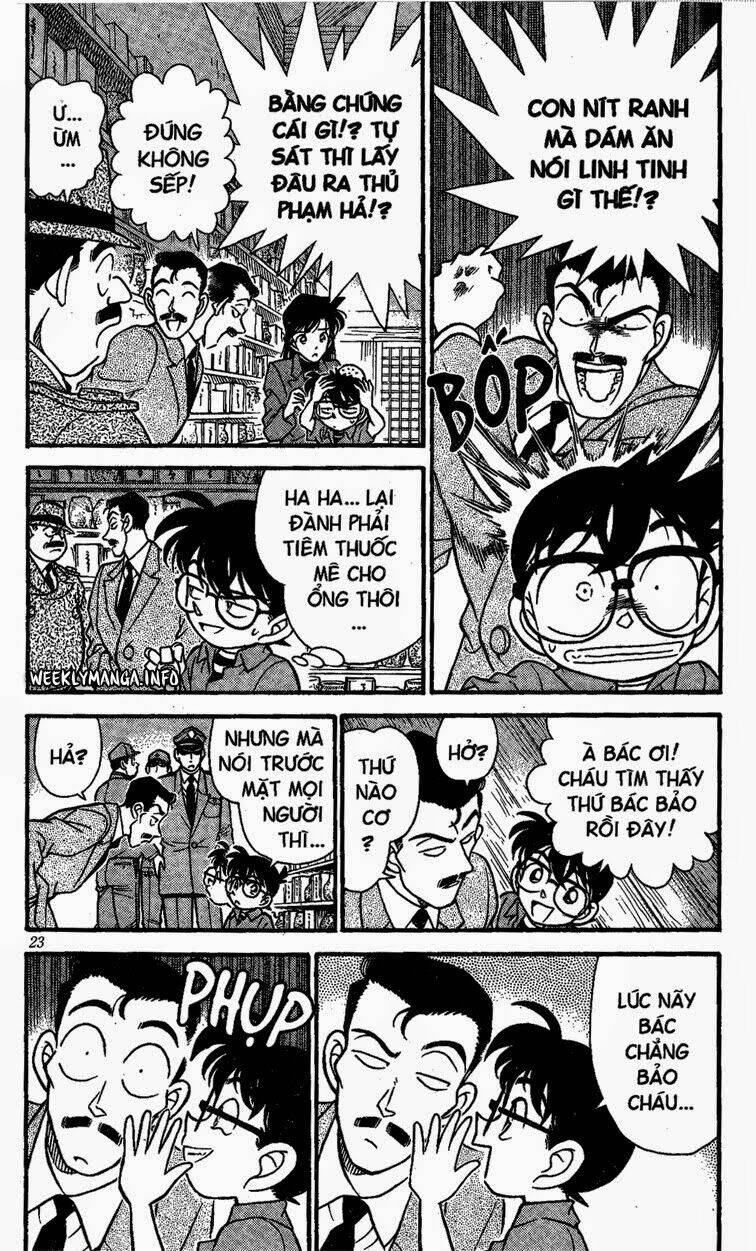 CON NÍT RANH
MÀ DÁM ĂN
NÓI LINH TINH
GÌ THẾ!?
BỐP
BẰNG CHỨNG
CÁI GÌ!? TỰ
SÁT THÌ LẤY
ĐÂU RA THỦ
PHẠM HẢ!?
ĐÚNG
KHÔNG
SẾP!
Ư...
ỪM
...
HA HA... LẠI
ĐÀNH PHẢI
TIÊM THUỐC
MÊ CHO
ỔNG THÔI
...
WEEKLYMANGA.INFO
À BÁC ƠI!
CHÁU TÌM THẤY
THỨ BÁC BẢO
RỒI ĐÂY!
HỞ?
THỨ
NÀO
CƠ
?
NHƯNG MÀ
NÓI TRƯỚC
MẶT MỌI
NGƯỜI
THÌ...
HẢ?
23
LÚC NÃY
BÁC
CHẲNG
BẢO
CHÁU...
PHỤP